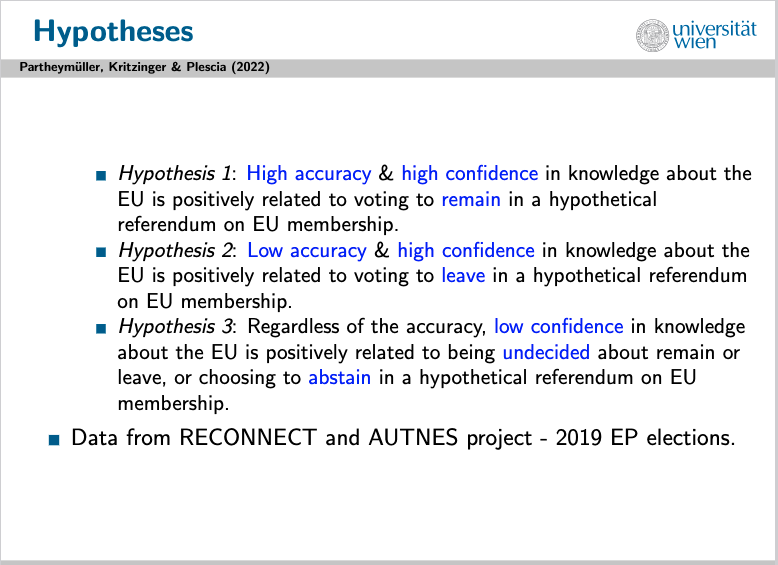 Hypotheses
universität
wien
Partheymüller, Kritzinger & Plescia (2022)
Hypothesis 1: High accuracy & high confidence in knowledge about the
EU is positively related to voting to remain in a hypothetical
referendum on EU membership.
Hypothesis 2: Low accuracy & high confidence in knowledge about the
EU is positively related to voting to leave in a hypothetical referendum
on EU membership.
Hypothesis 3: Regardless of the accuracy, low confidence in knowledge
about the EU is positively related to being undecided about remain or
leave, or choosing to abstain in a hypothetical referendum on EU
membership.
Data from RECONNECT and AUTNES project - 2019 EP elections.